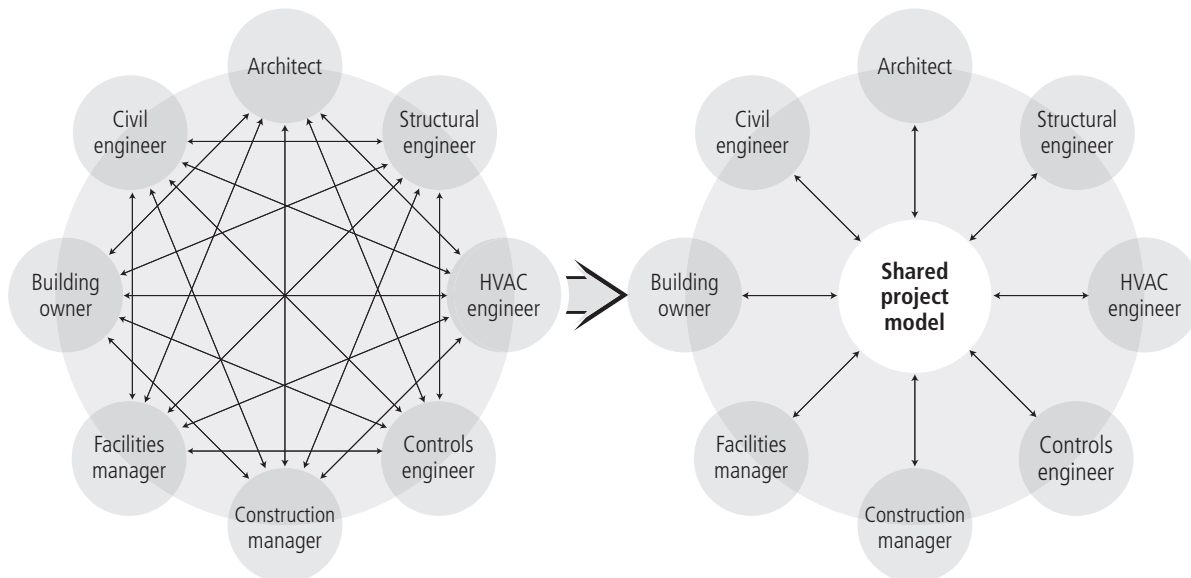 Architect
Civil
engineer
Structural
engineer
Building
owner
HVAC
engineer
Facilities
manager
Controls
engineer
Construction
manager
Architect
Civil
engineer
Structural
engineer
Building
owner
Shared
project
model
HVAC
engineer
Facilities
manager
Controls
engineer
Construction
manager